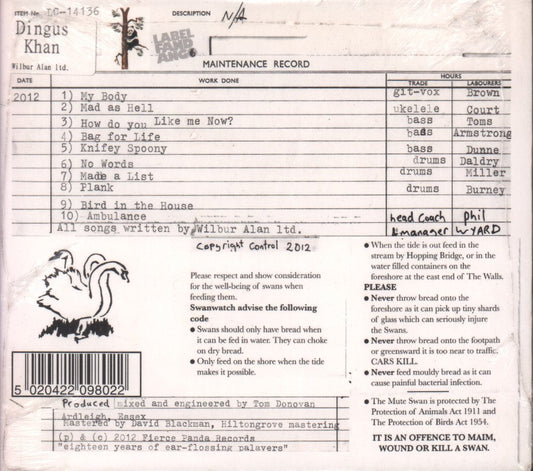 ITEM No. LC-14136
DESCRIPTION N/A
Dingus
Khan
Wilbur Alan ltd.
LABEL
FANDANGO
MAINTENANCE RECORD
DATE WORK DONE HOURS
TRADE LABOURERS
2012 1) My Body git-vox Brown
2) Mad as Hell ukelele Court
3) How do you Like me Now? bass Toms
4) Bag for Life bass Armstrong
5) Knifey Spoony bass Dunne
6) No Words drums Daldry
7) Made a List drums Miller
8) Plank drums Burney
9) Bird in the House
10) Ambulance head coach phil
All songs written by Wilbur Alan ltd. & manager WYARD
Copyright Control 2012
Please respect and show consideration
for the well-being of swans when
feeding them.
Swanwatch advise the following
code
● Swans should only have bread when
it can be fed in water. They can choke
on dry bread.
● Only feed on the shore when the tide
makes it possible.
● When the tide is out feed in the
stream by Hopping Bridge, or in the
water filled containers on the
foreshore at the east end of The Walls.
PLEASE
● Never throw bread onto the
foreshore as it can pick up tiny shards
of glass which can seriously injure
the Swans.
● Never throw bread onto the footpath
or greensward it is too near to traffic.
CARS KILL.
● Never feed mouldy bread as it can
cause painful bacterial infection.
● The Mute Swan is protected by The
Protection of Animals Act 1911 and
The Protection of Birds Act 1954.
IT IS AN OFFENCE TO MAIM,
WOUND OR KILL A SWAN.
5 020422 098022
Produced mixed and engineered by Tom Donovan
Ardleigh, Essex
Mastered by David Blackman, Hiltongrove mastering
(p) & (c) 2012 Fierce Panda Records
"eighteen years of ear-flossing palavers"